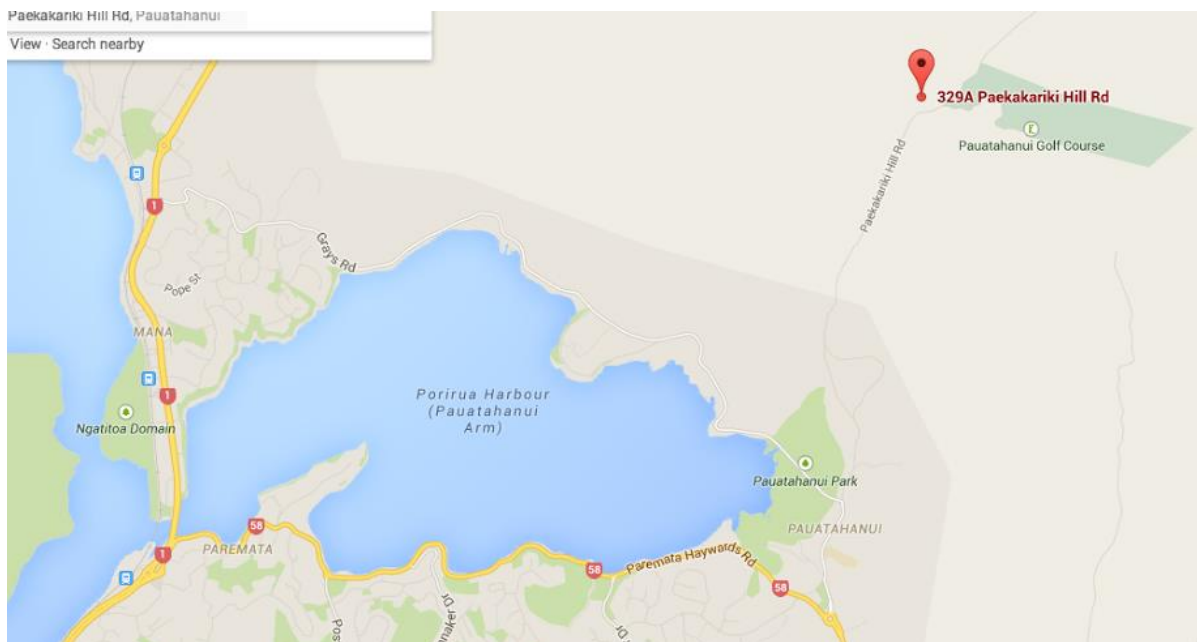 Paekakariki Hill Rd, Pauatahanui
View · Search nearby
329A Paekakariki Hill Rd
Pauatahanui Golf Course
Paekakariki Hill Rd
1
Grays Rd
Pope St
MANA
1
Porirua Harbour
(Pauatahanui
Arm)
Ngatitoa Domain
Pauatahanui Park
PAUATAHANUI
58
1
PAREMATA
58
Paremata Haywards Rd
58
Dr
Dr